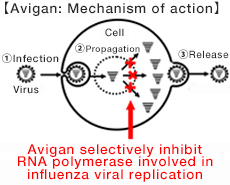 【Avigan: Mechanism of action】
Cell
①Infection
②Propagation
③Release
Virus
Avigan selectively inhibit
RNA polymerase involved in
influenza viral replication